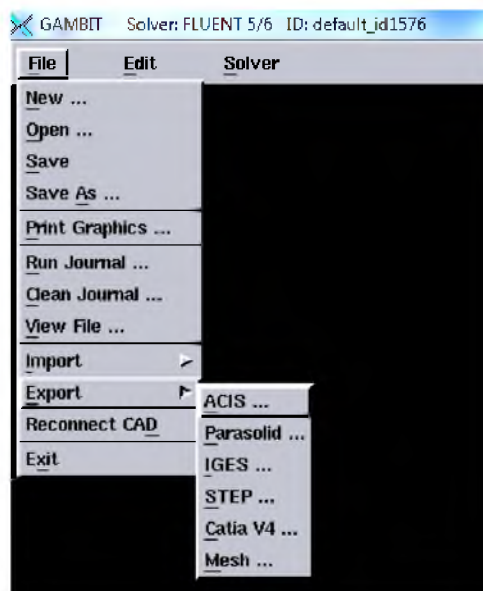 GAMBIT Solver: FLUENT 5/6 ID: default_id1576
File Edit Solver
New ...
Open ...
Save
Save As ...
Print Graphics ...
Run Journal ...
Clean Journal ...
View File ...
Import
Export
Reconnect CAD
Exit
ACIS ...
Parasolid ...
IGES ...
STEP ...
Catia V4 ...
Mesh ...